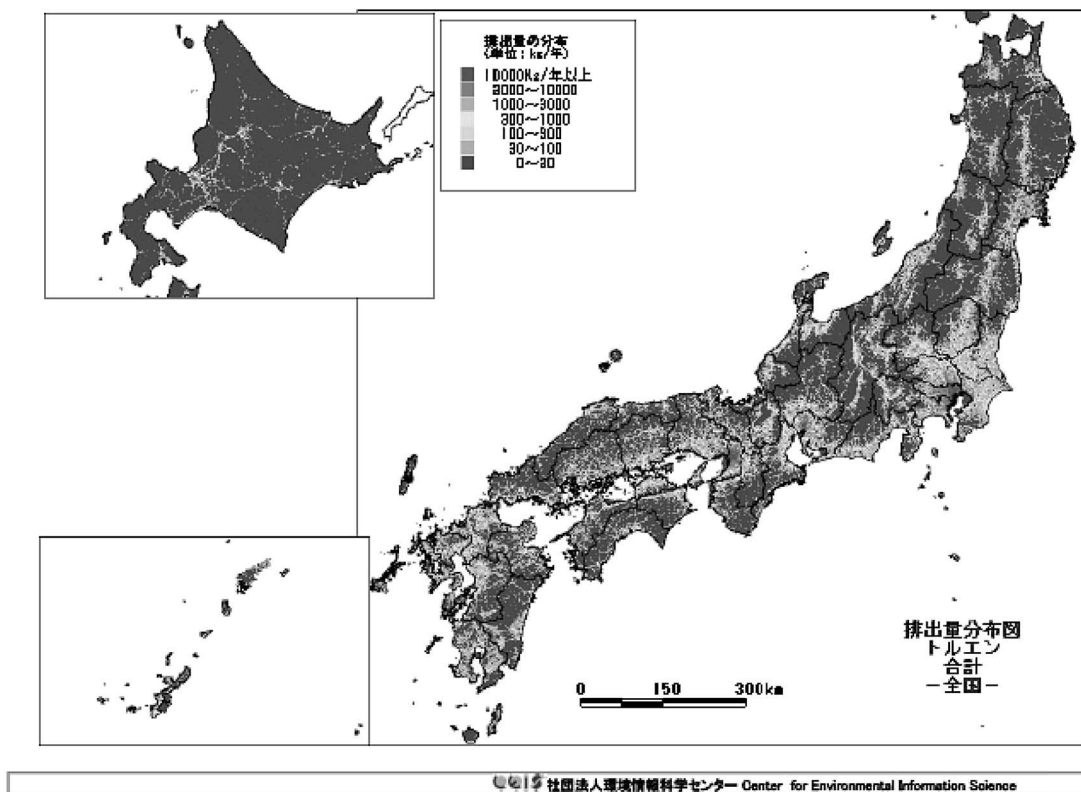 排出量の分布
(単位:kg/年)
10000Kg/年以上
3000～10000
1000～3000
300～1000
100～300
30～100
0～30
0 150 300km
排出量分布図
トルエン
合計
－全国－
社団法人環境情報科学センター Center for Environmental Information Science